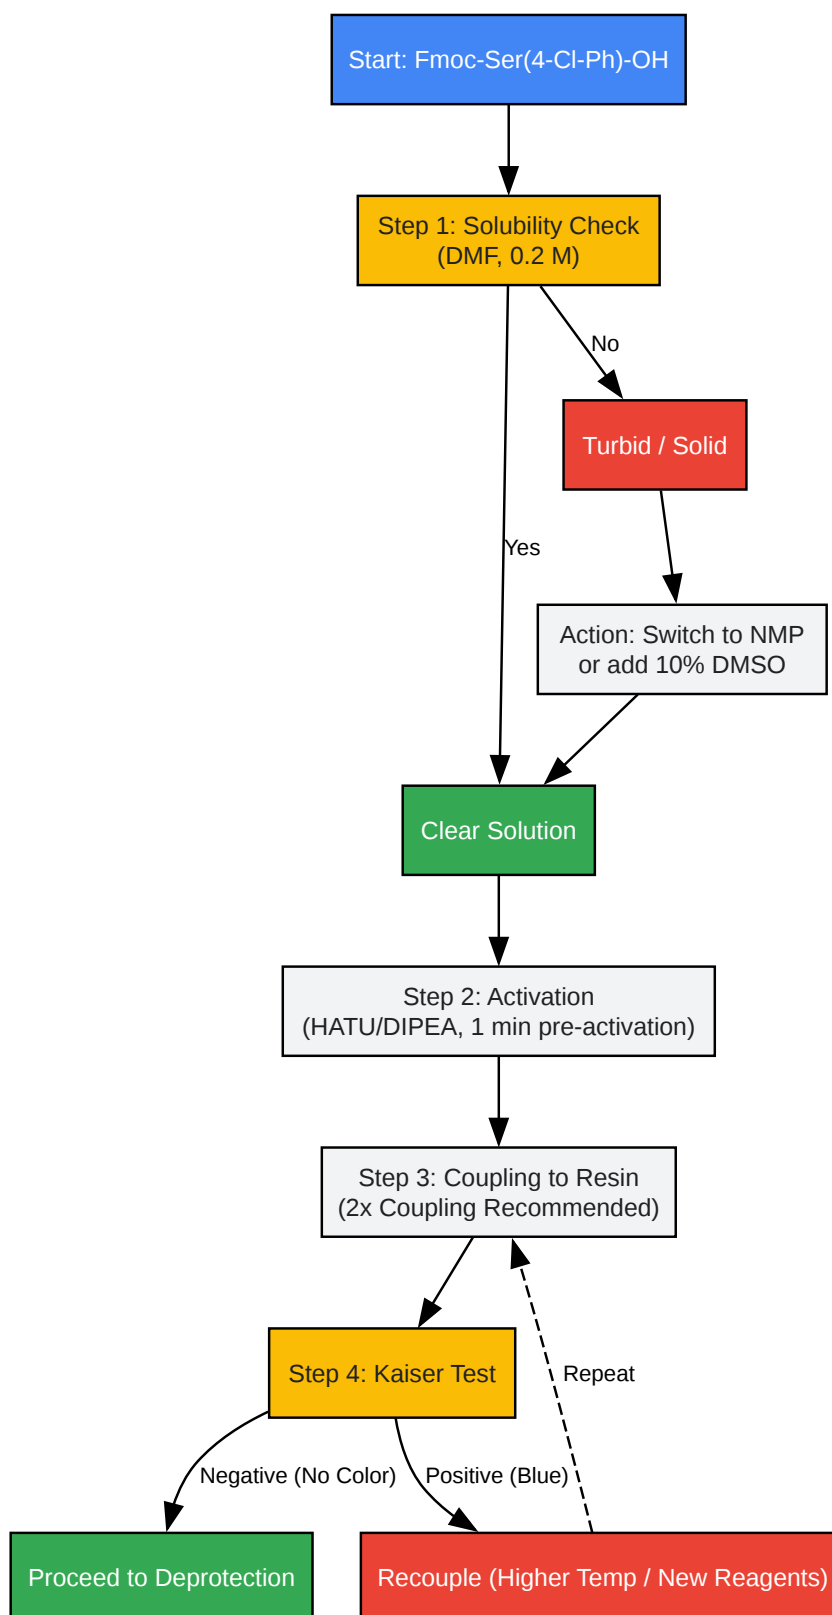 Start: Fmoc-Ser(4-Cl-Ph)-OH
Step 1: Solubility Check
(DMF, 0.2 M)
No
Turbid / Solid
Yes
Action: Switch to NMP
or add 10% DMSO
Clear Solution
Step 2: Activation
(HATU/DIPEA, 1 min pre-activation)
Step 3: Coupling to Resin
(2x Coupling Recommended)
Step 4: Kaiser Test
Repeat
Negative (No Color)
Positive (Blue)
Proceed to Deprotection
Recouple (Higher Temp / New Reagents)